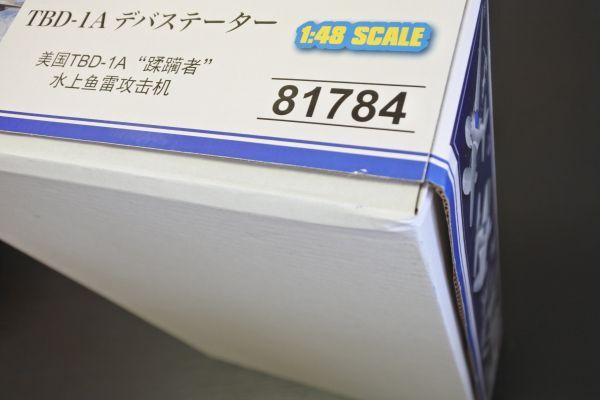 TBD-1A デバステーター
1:48 SCALE
美国TBD-1A “蹂躏者”
水上鱼雷攻击机
81784